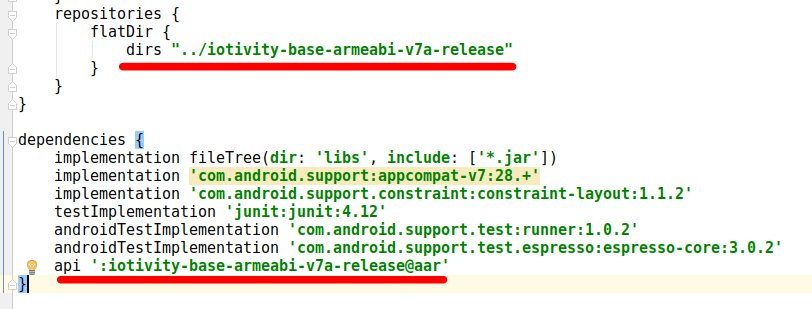 repositories {
flatDir {
dirs "../iotivity-base-armeabi-v7a-release"
}
}
}
dependencies {
implementation fileTree(dir: 'libs', include: ['*.jar'])
implementation 'com.android.support:appcompat-v7:28.+'
implementation 'com.android.support.constraint:constraint-layout:1.1.2'
testImplementation 'junit:junit:4.12'
androidTestImplementation 'com.android.support.test:runner:1.0.2'
androidTestImplementation 'com.android.support.test.espresso:espresso-core:3.0.2'
api ':iotivity-base-armeabi-v7a-release@aar'
}